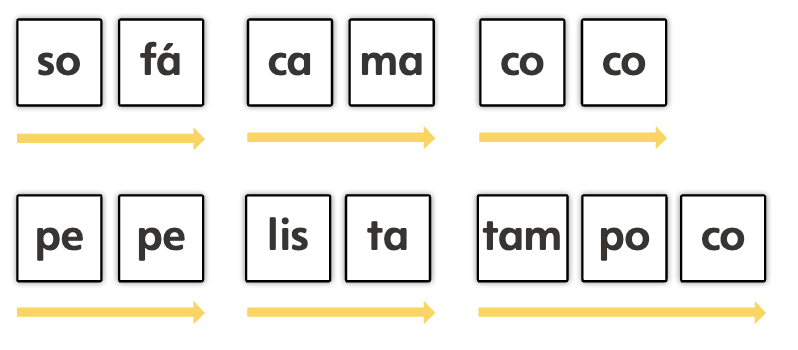 so fá ca ma co co
pe pe lis ta tam po co